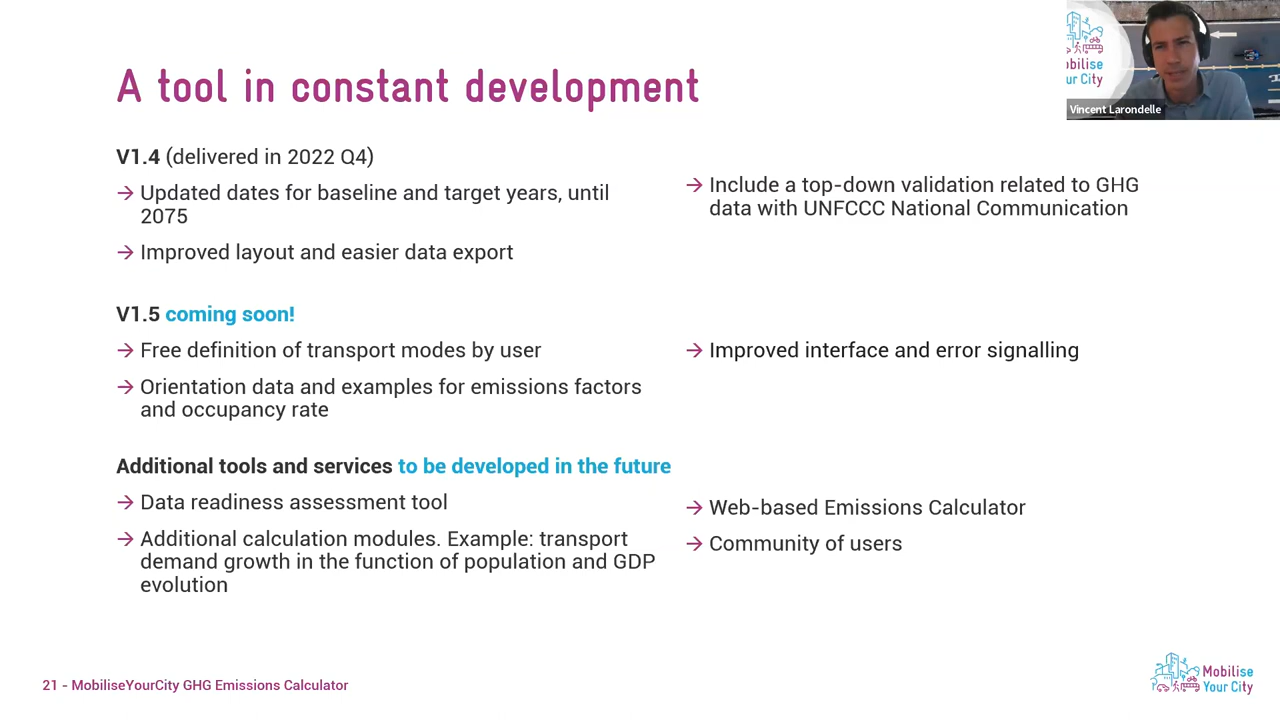 A tool in constant development
obilise
Your City
Vincent Larondelle
V1.4 (delivered in 2022 Q4)
→ Updated dates for baseline and target years, until
2075
→ Improved layout and easier data export
→ Include a top-down validation related to GHG
data with UNFCCC National Communication
V1.5 coming soon!
→ Free definition of transport modes by user
→ Orientation data and examples for emissions factors
and occupancy rate
→ Improved interface and error signalling
Additional tools and services to be developed in the future
→ Data readiness assessment tool
→ Additional calculation modules. Example: transport
demand growth in the function of population and GDP
evolution
→ Web-based Emissions Calculator
→ Community of users
21 - MobiliseYourCity GHG Emissions Calculator
Mobilise
Your City